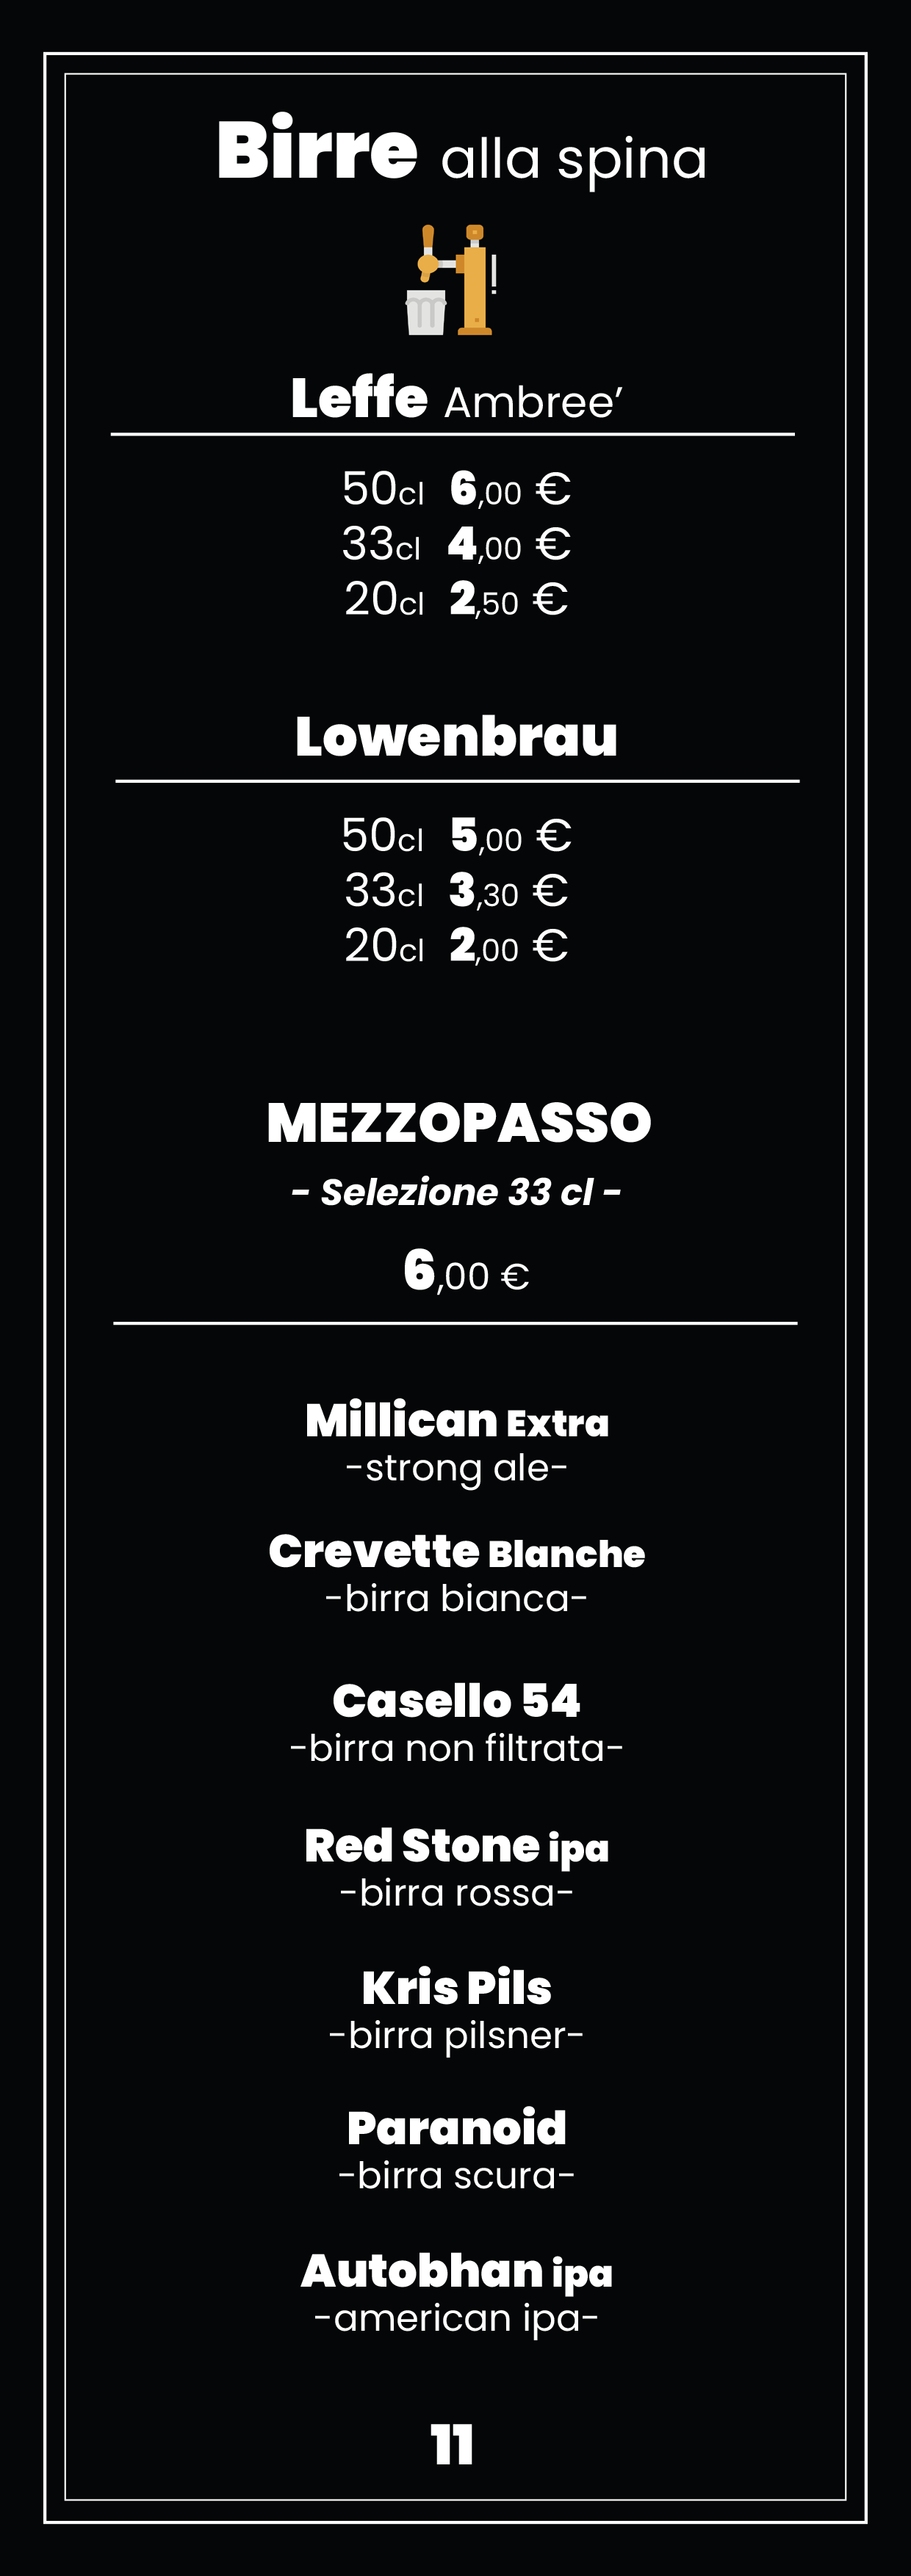 Birre alla spina
Leffe Ambree’
50cl 6,00 €
33cl 4,00 €
20cl 2,50 €
Lowenbrau
50cl 5,00 €
33cl 3,30 €
20cl 2,00 €
MEZZOPASSO
- Selezione 33 cl -
6,00 €
Millican Extra
-strong ale-
Crevette Blanche
-birra bianca-
Casello 54
-birra non filtrata-
Red Stone ipa
-birra rossa-
Kris Pils
-birra pilsner-
Paranoid
-birra scura-
Autobhan ipa
-american ipa-
11